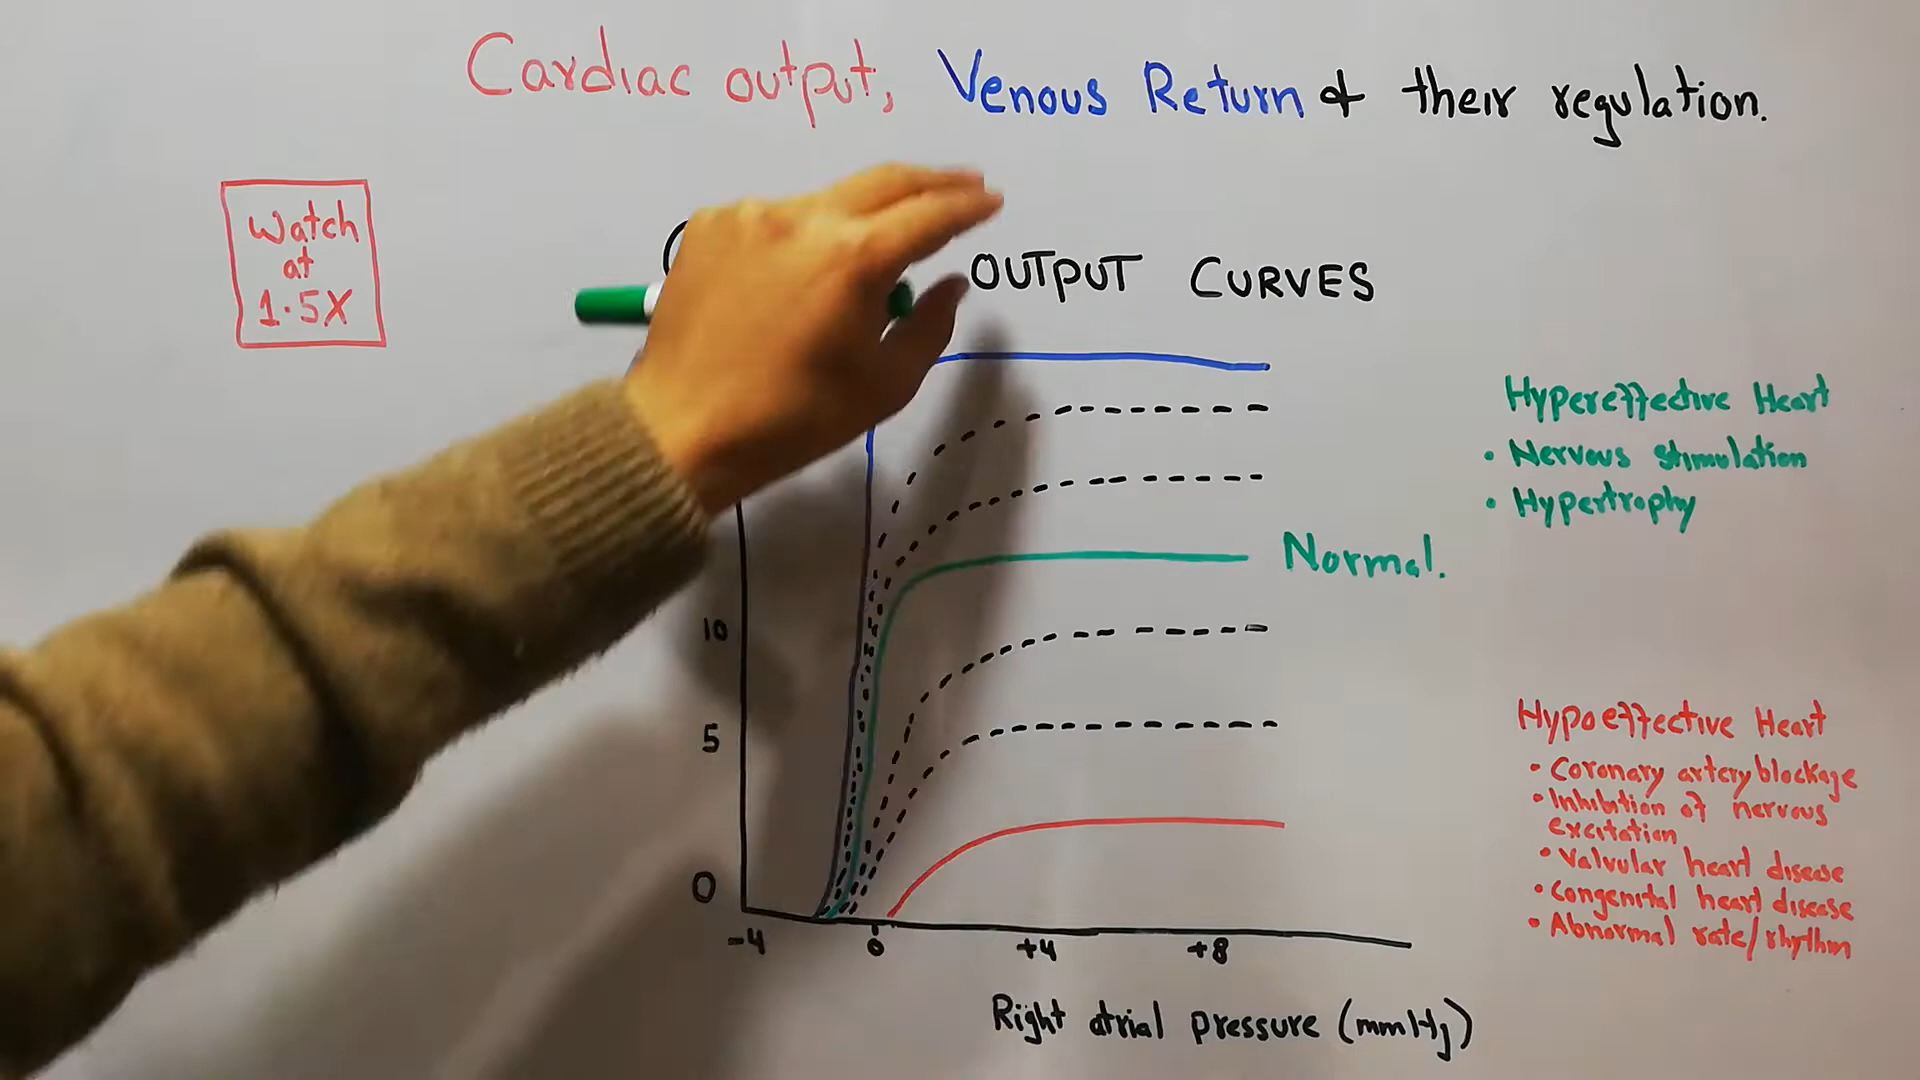 Cardiac output, Venous Return & their regulation.
Watch
at
1.5X
OUTPUT CURVES
Hypereffective Heart
• Nervous stimulation
• Hypertrophy
Normal.
10
5
0
-4 0 +4 +8
Right atrial pressure (mmHg)
Hypoeffective Heart
• Coronary artery blockage
• Inhibition of nervous
excitation
• Valvular heart disease
• Congenital heart disease
• Abnormal rate/rhythm